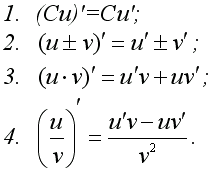 1. (Cu)'=Cu';
2. (u ± v)' = u' ± v' ;
3. (u · v)' = u'v + uv' ;
4. (u/v)' = (u'v − uv')/v² .